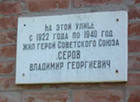 НА ЭТОЙ УЛИЦЕ
С 1922 ГОДА ПО 1940 ГОД
ЖИЛ ГЕРОЙ СОВЕТСКОГО СОЮЗА
СЕРОВ
ВЛАДИМИР ГЕОРГИЕВИЧ